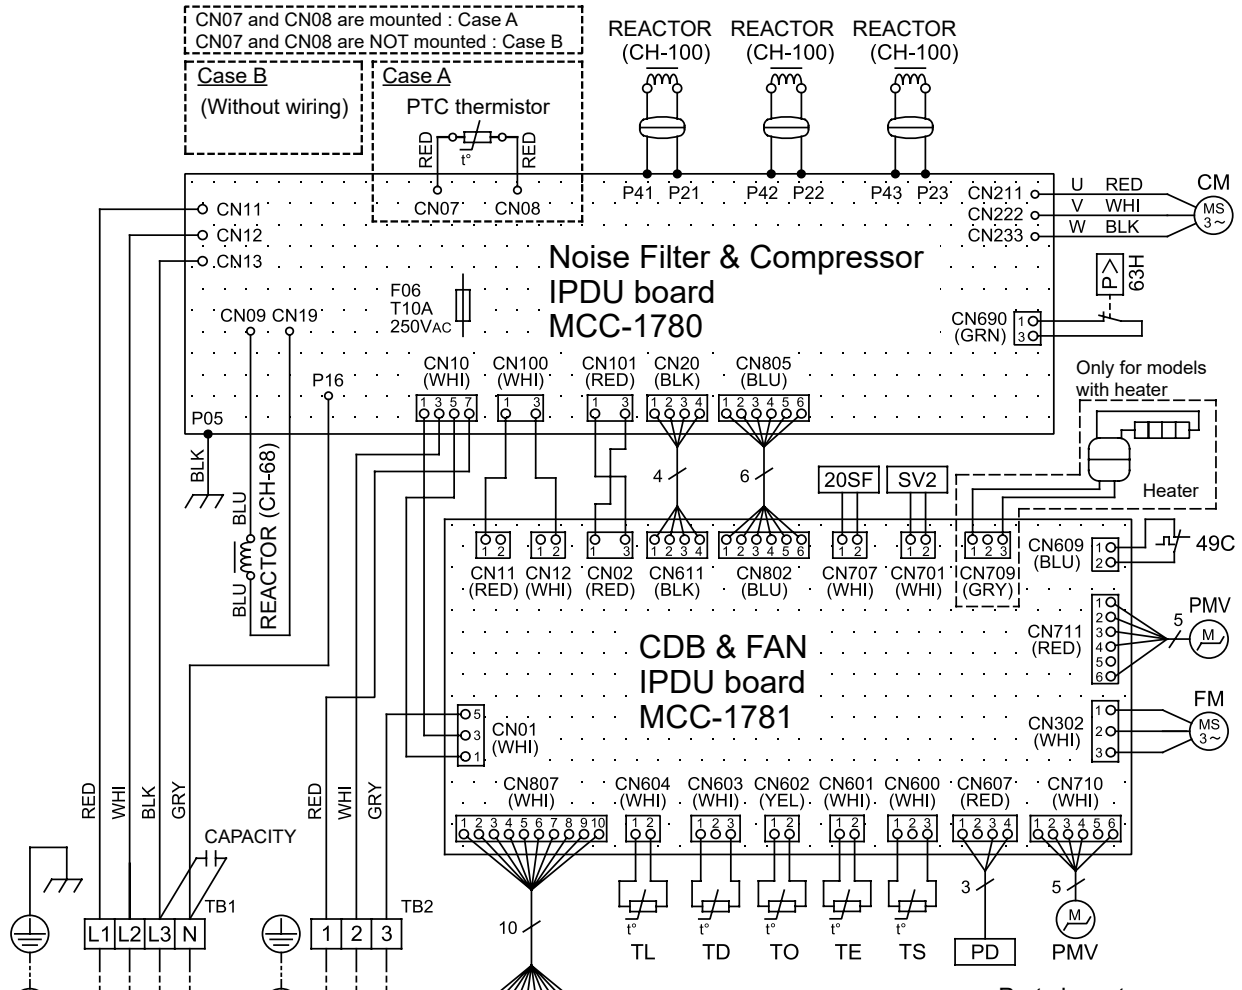 CN07 and CN08 are mounted : Case A
CN07 and CN08 are NOT mounted : Case B
Case B
(Without wiring)
Case A
PTC thermistor
RED
t°
RED
CN07
CN08
REACTOR
(CH-100)
REACTOR
(CH-100)
REACTOR
(CH-100)
P41 P21
P42 P22
P43 P23
CN11
CN12
CN13
CN211
CN222
CN233
U RED
V WHI
W BLK
CM
MS
3~
Noise Filter & Compressor
IPDU board
MCC-1780
F06
T10A
250VAC
P>
63H
CN690
(GRN)
1
3
CN09 CN19
P16
P05
BLK
BLU
BLU
REACTOR (CH-68)
CN10
(WHI)
1 3 5 7
CN100
(WHI)
1 3
CN101
(RED)
1 3
CN20
(BLK)
1 2 3 4
CN805
(BLU)
1 2 3 4 5 6
4
6
20SF
SV2
Only for models
with heater
Heater
1 2
CN11
(RED)
1 2
CN12
(WHI)
1 3
CN02
(RED)
1 2 3 4
CN611
(BLK)
1 2 3 4 5 6
CN802
(BLU)
1 2
CN707
(WHI)
1 2
CN701
(WHI)
1 2 3
CN709
(GRY)
CN609
(BLU)
1
2
49C
CN711
(RED)
1
2
3
4
5
6
5
PMV
M
CDB & FAN
IPDU board
MCC-1781
5
3
1
CN01
(WHI)
CN302
(WHI)
1
2
3
FM
MS
3~
CN807
(WHI)
1 2 3 4 5 6 7 8 9 10
CN604
(WHI)
1 2
CN603
(WHI)
1 2 3
CN602
(YEL)
1 2
CN601
(WHI)
1 2
CN600
(WHI)
1 2 3
CN607
(RED)
1 2 3 4
CN710
(WHI)
1 2 3 4 5 6
RED
WHI
BLK
GRY
RED
WHI
GRY
CAPACITY
TB1
L1 L2 L3 N
TB2
1 2 3
10
t°
TL
t°
TD
t°
TO
t°
TE
t°
TS
3
PD
5
M
PMV